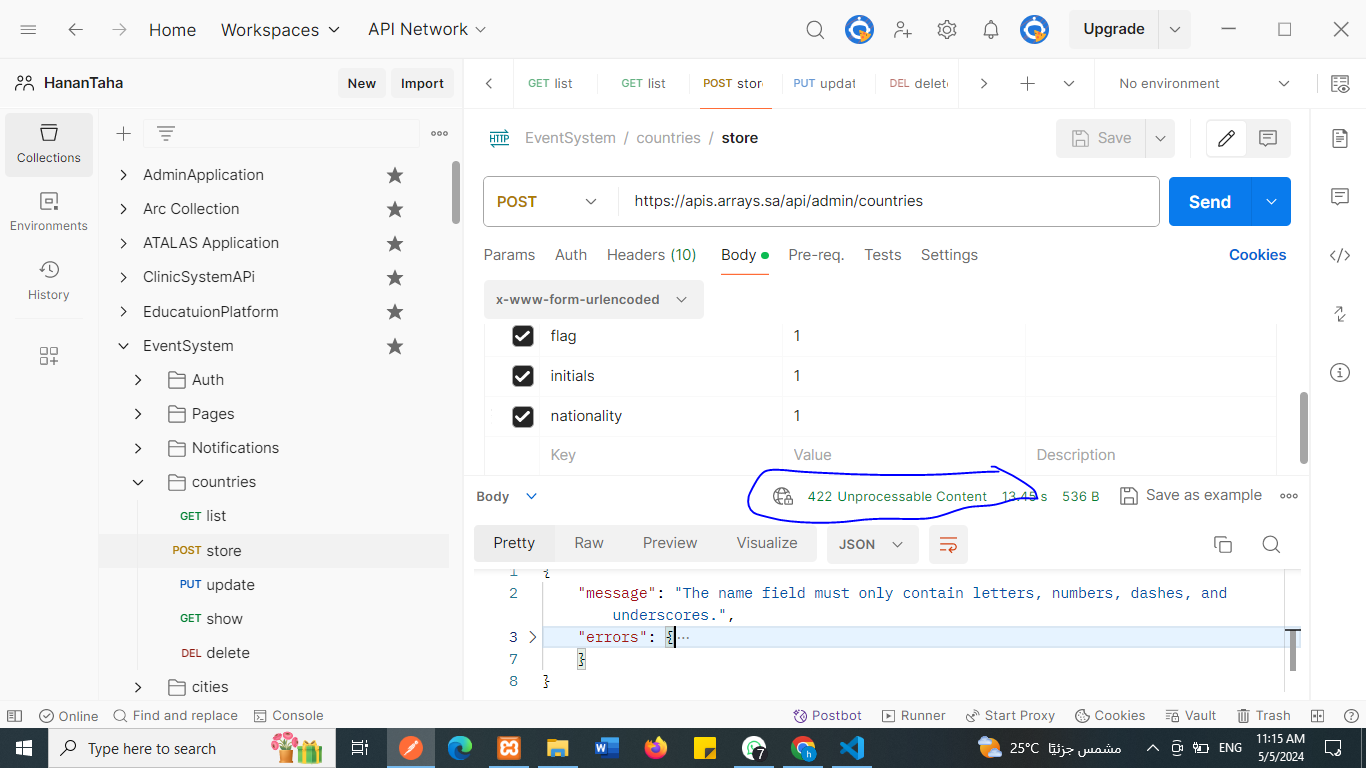 Home Workspaces API Network Upgrade
HananTaha New Import
GET list GET list POST stor PUT updat DEL delet No environment
Collections
Environments
History
AdminApplication
Arc Collection
ATALAS Application
ClinicSystemAPi
EducatuionPlatform
EventSystem
Auth
Pages
Notifications
countries
GET list
POST store
PUT update
GET show
DEL delete
cities
HTTP EventSystem / countries / store Save
POST https://apis.arrays.sa/api/admin/countries Send
Params Auth Headers (10) Body Pre-req. Tests Settings Cookies
x-www-form-urlencoded
flag 1
initials 1
nationality 1
Key Value Description
Body 422 Unprocessable Content 13.45 s 536 B Save as example
Pretty Raw Preview Visualize JSON
1 {
2 "message": "The name field must only contain letters, numbers, dashes, and
underscores.",
3 "errors": {…
7 }
8 }
Online Find and replace Console Postbot Runner Start Proxy Cookies Vault Trash
Type here to search 7 25°C مشمس جزئيًا ENG 11:15 AM
5/5/2024